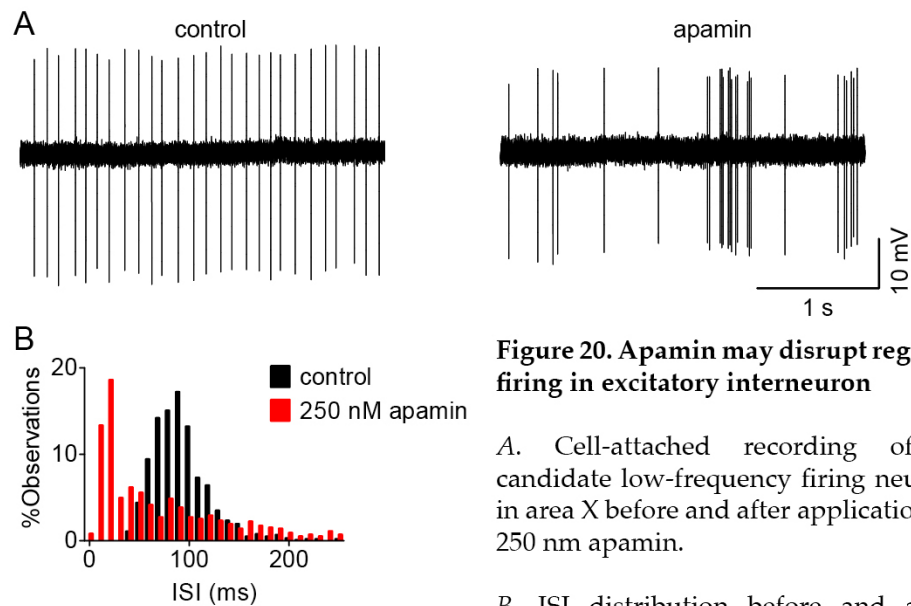 A
control
apamin
10 mV
1 s
B
20
10
0
%Observations
control
250 nM apamin
0
100
200
ISI (ms)
Figure 20. Apamin may disrupt reg
firing in excitatory interneuron
A. Cell-attached recording of
candidate low-frequency firing neu
in area X before and after application
250 nm apamin.
B. ISI distribution before and